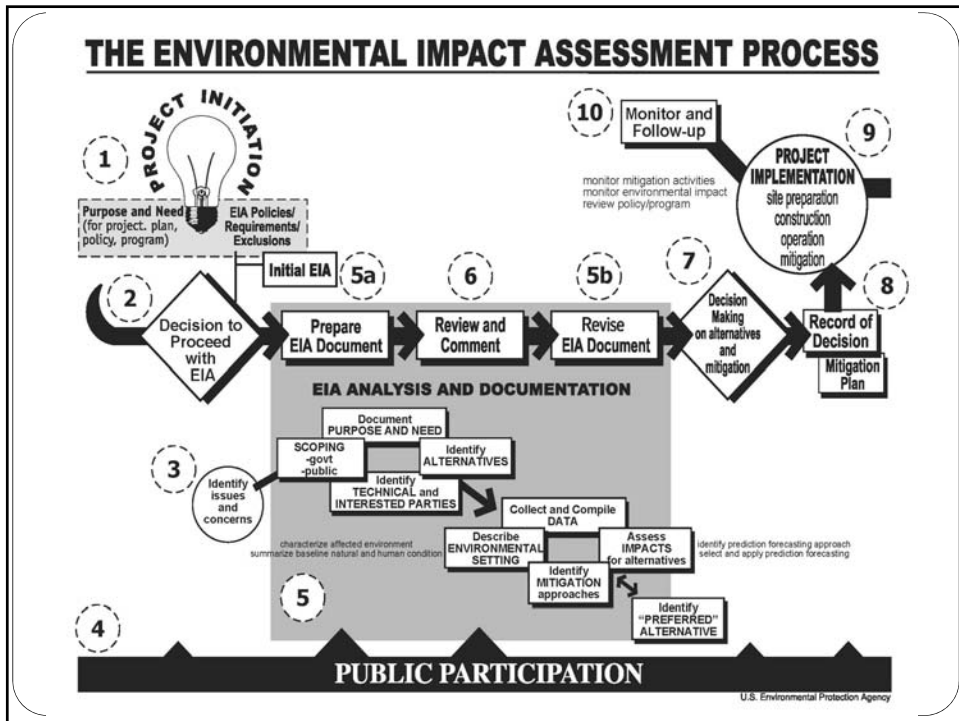 THE ENVIRONMENTAL IMPACT ASSESSMENT PROCESS
PROJECT INITIATION
1
Purpose and Need
(for project. plan,
policy, program)
EIA Policies/
Requirements/
Exclusions
Initial EIA
2
Decision to
Proceed
with
EIA
5a
Prepare
EIA Document
6
Review and
Comment
5b
Revise
EIA Document
7
Decision
Making
on alternatives
and
mitigation
8
Record of
Decision
Mitigation
Plan
9
PROJECT
IMPLEMENTATION
site preparation
construction
operation
mitigation
10
Monitor and
Follow-up
monitor mitigation activities
monitor environmental impact
review policy/program
EIA ANALYSIS AND DOCUMENTATION
3
Identify
issues
and
concerns
SCOPING
-govt
-public
Document
PURPOSE AND NEED
Identify
ALTERNATIVES
Identify
TECHNICAL and
INTERESTED PARTIES
Collect and Compile
DATA
characterize affected environment
summarize baseline natural and human condition
Describe
ENVIRONMENTAL
SETTING
Assess
IMPACTS
for alternatives
identify prediction forecasting approach
select and apply prediction forecasting
Identify
MITIGATION
approaches
Identify
"PREFERRED"
ALTERNATIVE
5
4
PUBLIC PARTICIPATION
U.S. Environmental Protection Agency